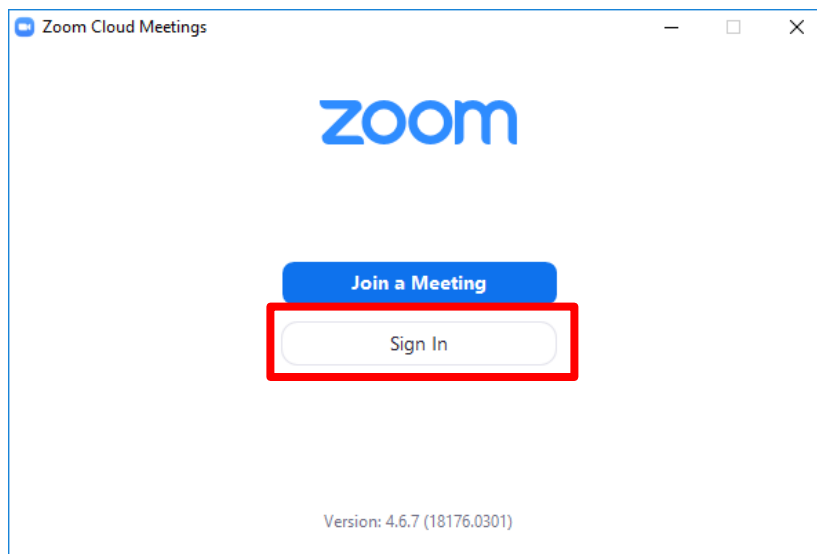 Zoom Cloud Meetings
zoom
Join a Meeting
Sign In
Version: 4.6.7 (18176.0301)